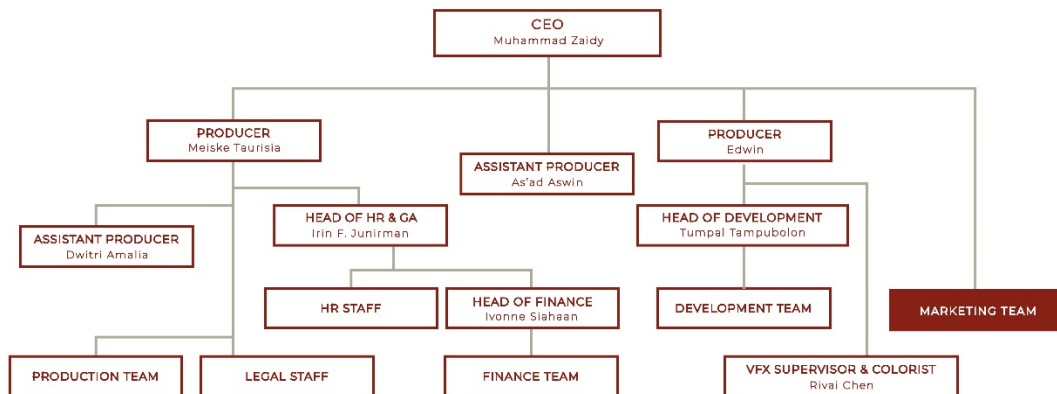 CEO
Muhammad Zaidy
PRODUCER
Meiske Taurisia
ASSISTANT PRODUCER
As'ad Aswin
PRODUCER
Edwin
ASSISTANT PRODUCER
Dwitri Amalia
HEAD OF HR & GA
Irin F. Junirman
HEAD OF DEVELOPMENT
Tumpal Tampubolon
HR STAFF
HEAD OF FINANCE
Ivonne Siahaan
DEVELOPMENT TEAM
MARKETING TEAM
PRODUCTION TEAM
LEGAL STAFF
FINANCE TEAM
VFX SUPERVISOR & COLORIST
Rivai Chen